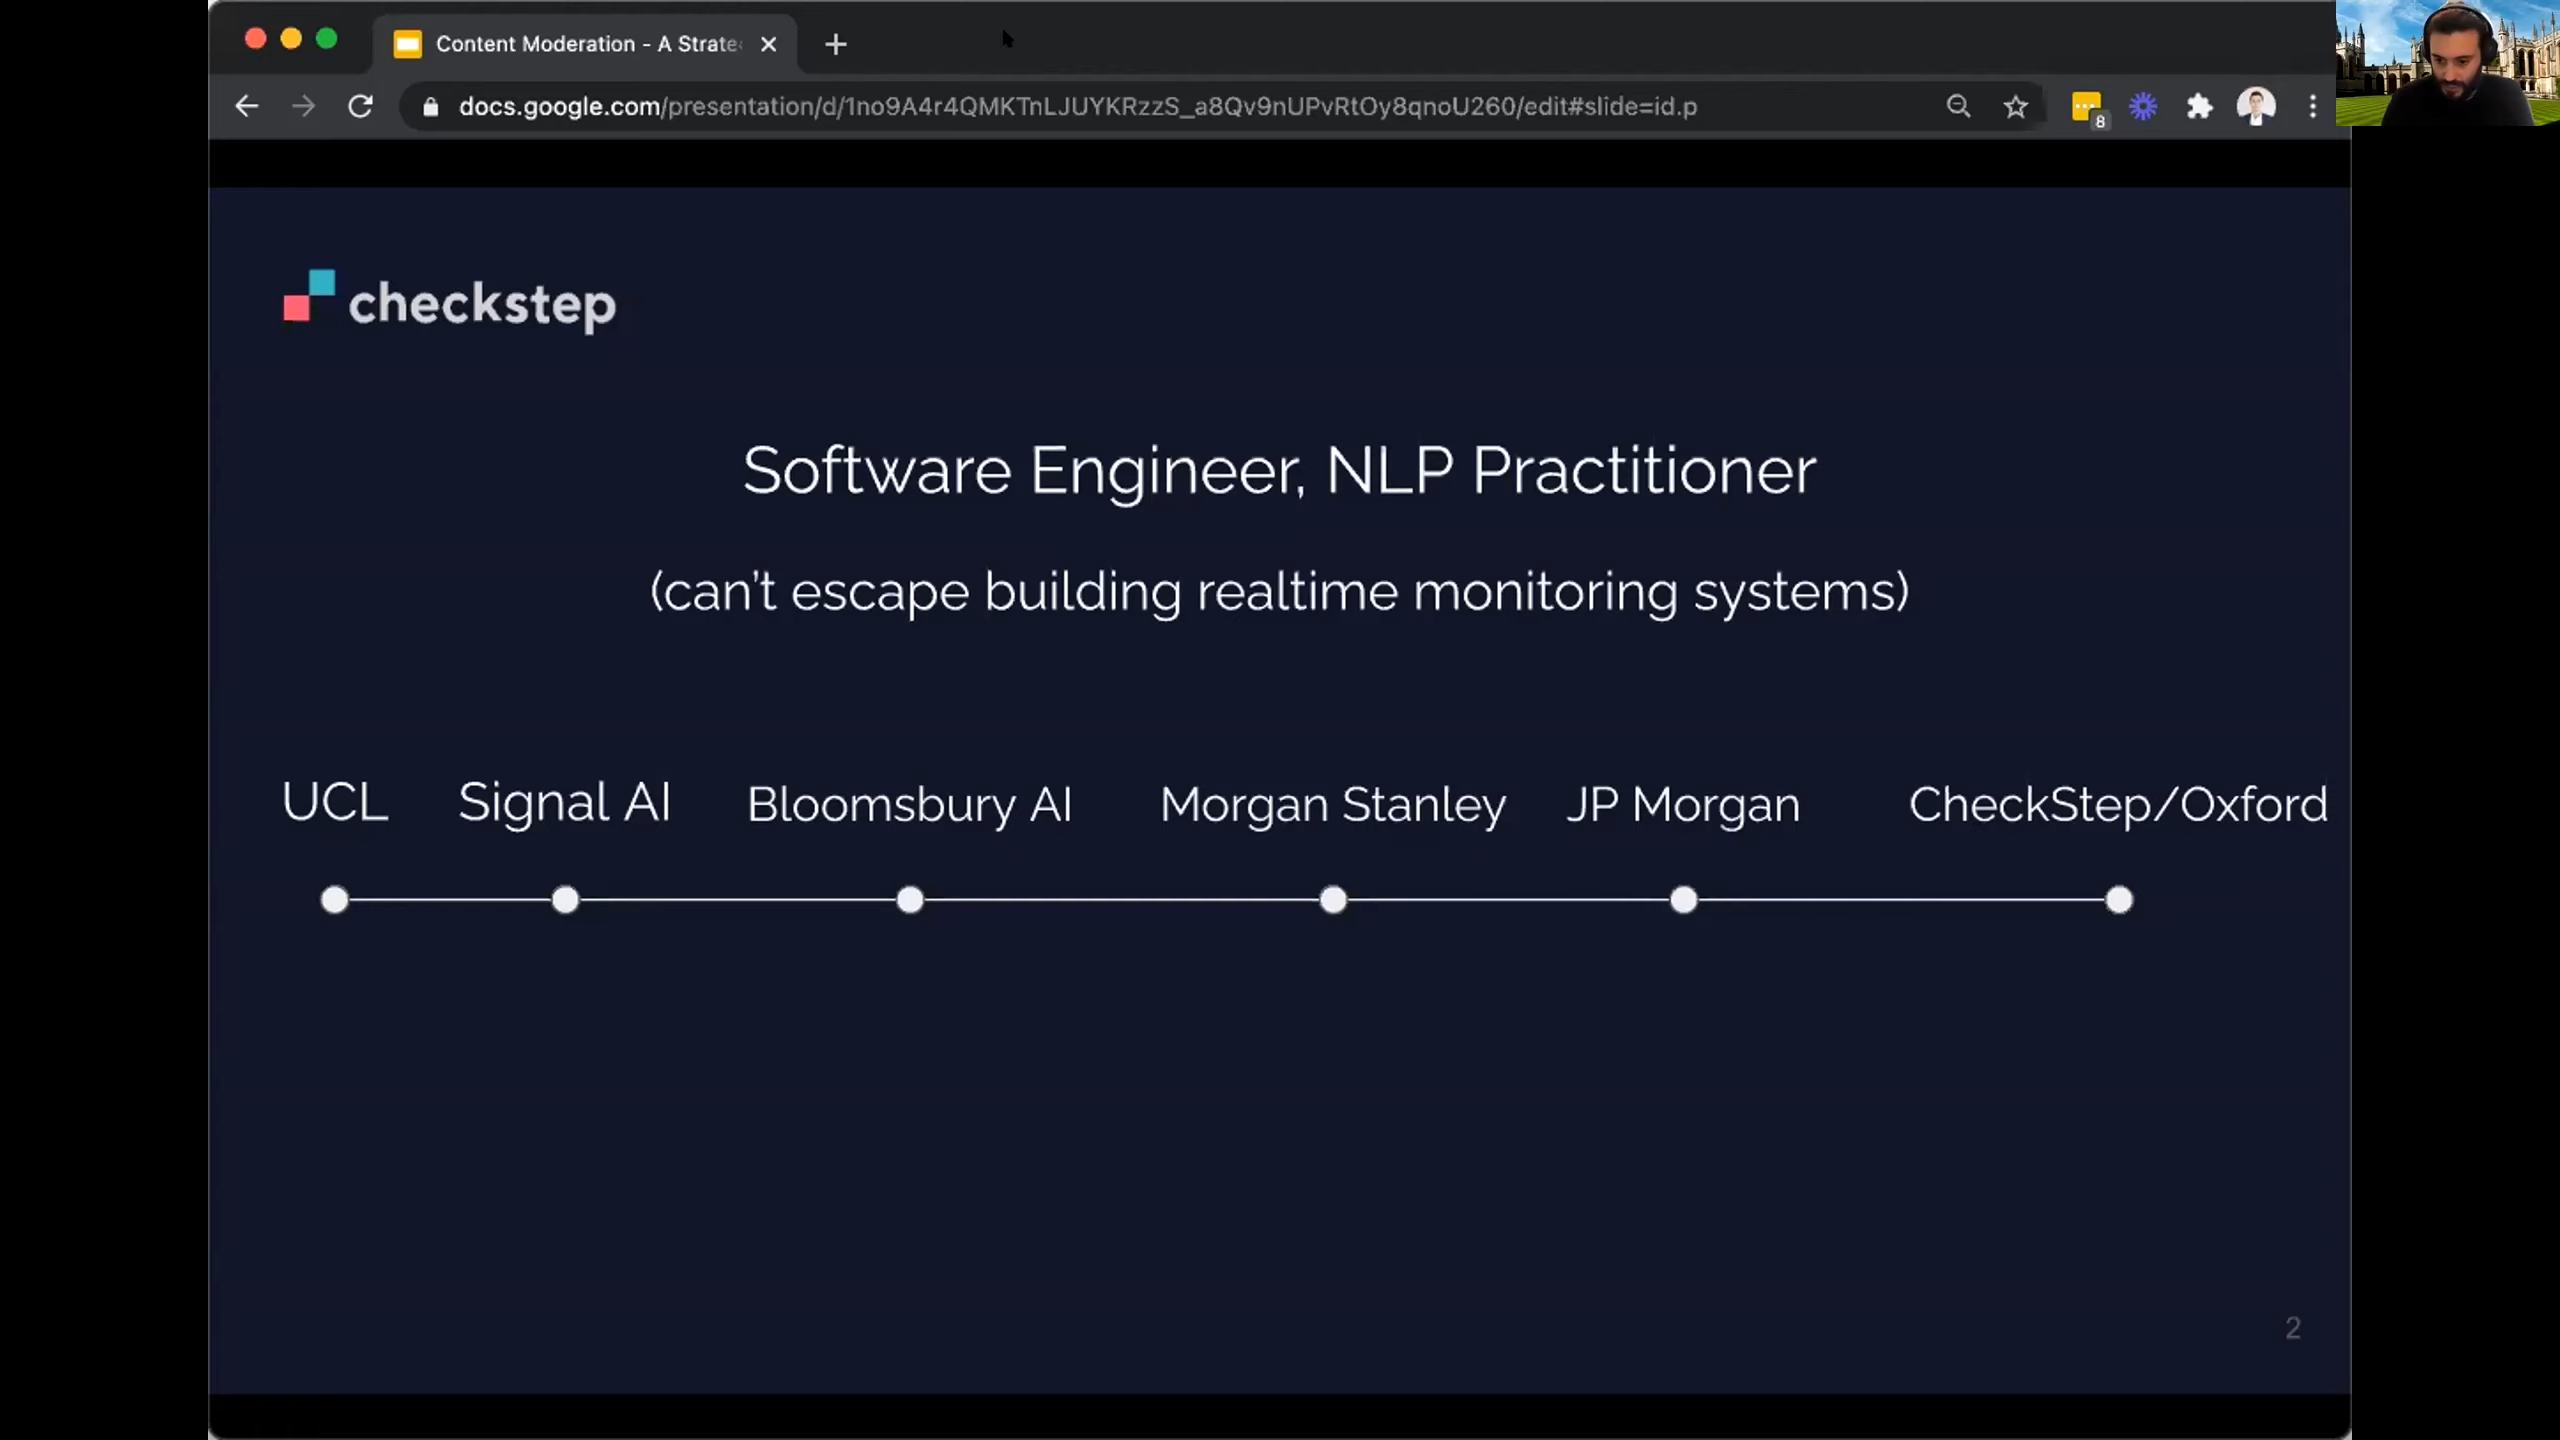 Content Moderation - A Strate
docs.google.com/presentation/d/1no9A4r4QMKTnLJUYKRzzS_a8Qv9nUPvRtOy8qnoU260/edit#slide=id.p
8
checkstep
Software Engineer, NLP Practitioner
(can't escape building realtime monitoring systems)
UCL Signal AI Bloomsbury AI Morgan Stanley JP Morgan CheckStep/Oxford
2